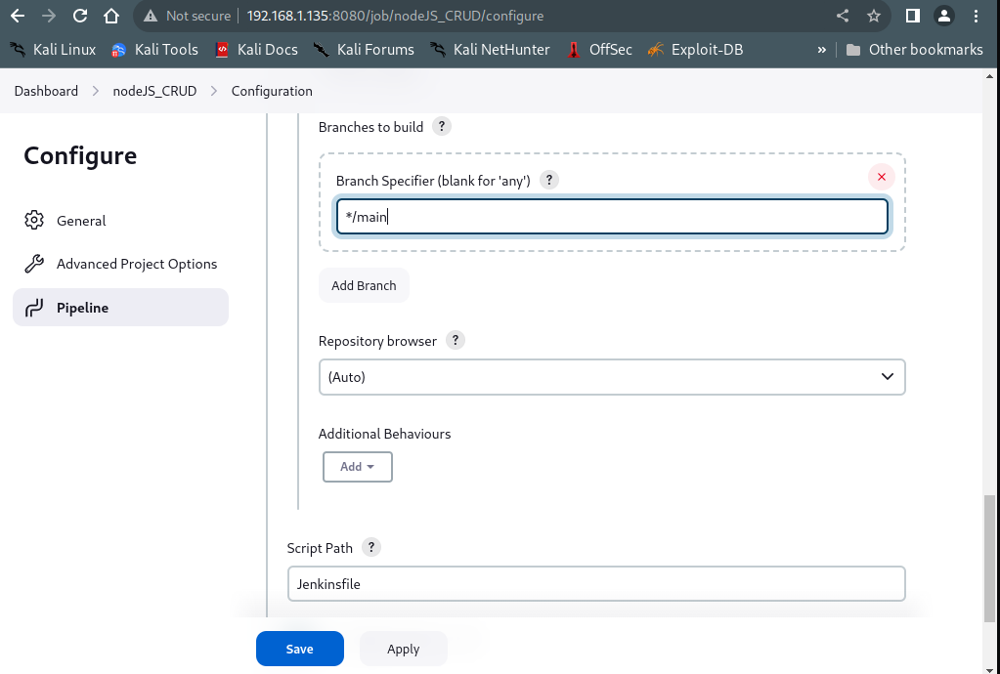 Not secure 192.168.1.135:8080/job/nodeJS_CRUD/configure
Kali Linux Kali Tools Kali Docs Kali Forums Kali NetHunter OffSec Exploit-DB » Other bookmarks
Dashboard > nodeJS_CRUD > Configuration
Configure
General
Advanced Project Options
Pipeline
Branches to build ?
Branch Specifier (blank for 'any') ?
*/main
Add Branch
Repository browser ?
(Auto)
Additional Behaviours
Add
Script Path ?
Jenkinsfile
Save Apply